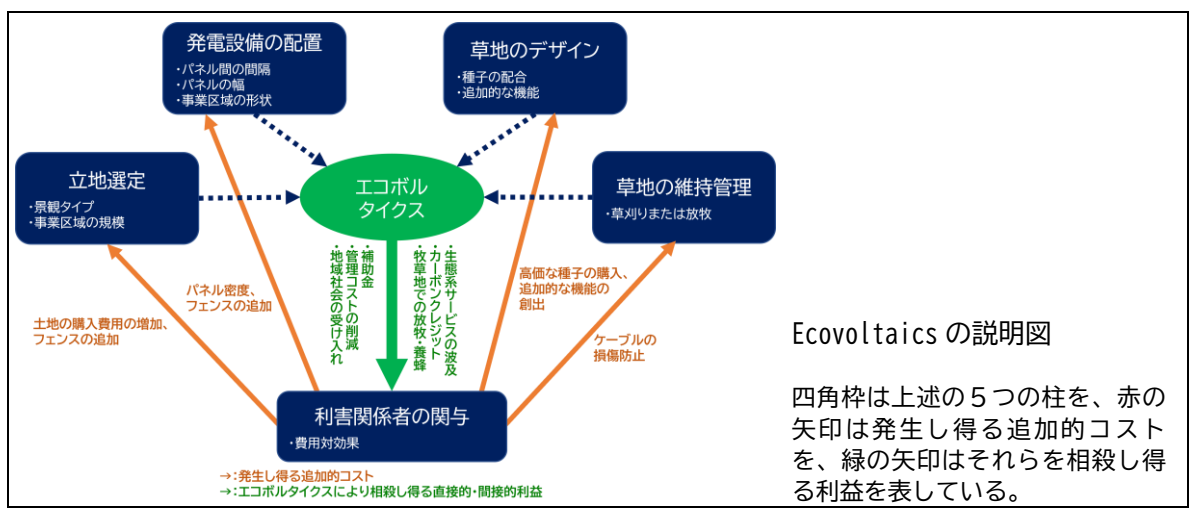 発電設備の配置
・パネル間の間隔
・パネルの幅
・事業区域の形状
草地のデザイン
・種子の配合
・追加的な機能
立地選定
・景観タイプ
・事業区域の規模
エコボル
タイクス
草地の維持管理
・草刈りまたは放牧
・生態系サービスの波及
・カーボンクレジット
・牧草地での放牧・養蜂
・補助金
・管理コストの削減
・地域社会の受け入れ
パネル密度、
フェンスの追加
土地の購入費用の増加、
フェンスの追加
高価な種子の購入、
追加的な機能の
創出
ケーブルの
損傷防止
利害関係者の関与
・費用対効果
→:発生し得る追加的コスト
→:エコボルタイクスにより相殺し得る直接的・間接的利益
Ecovoltaics の説明図
四角枠は上述の５つの柱を、赤の
矢印は発生し得る追加的コスト
を、緑の矢印はそれらを相殺し得
る利益を表している。